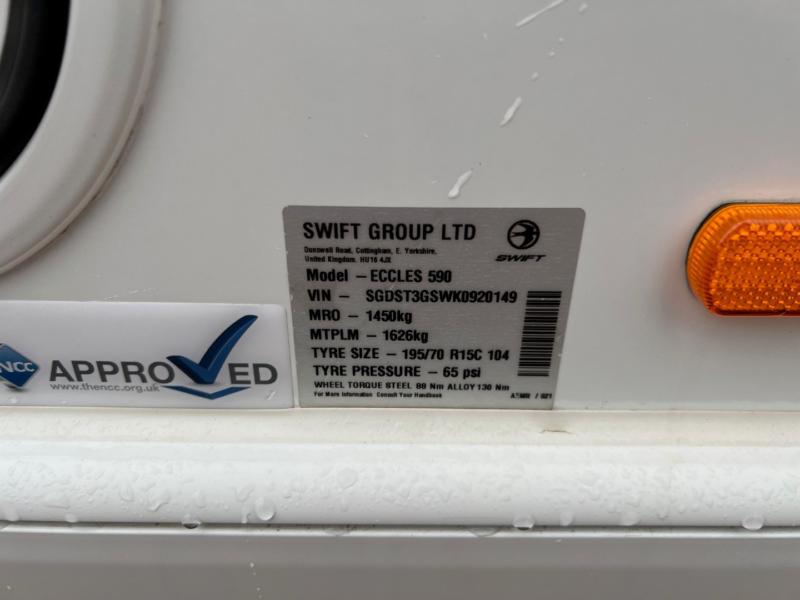 SWIFT GROUP LTD
SWIFT
Dunswell Road, Cottingham, E. Yorkshire,
United Kingdom. HU16 4JX
Model - ECCLES 590
VIN - SGDST3GSWK0920149
MRO - 1450kg
MTPLM - 1626kg
TYRE SIZE - 195/70 R15C 104
TYRE PRESSURE - 65 psi
WHEEL TORQUE STEEL 88 Nm ALLOY 130 Nm
For More Information Consult Your Handbook
NCC
APPROVED
www.thencc.org.uk